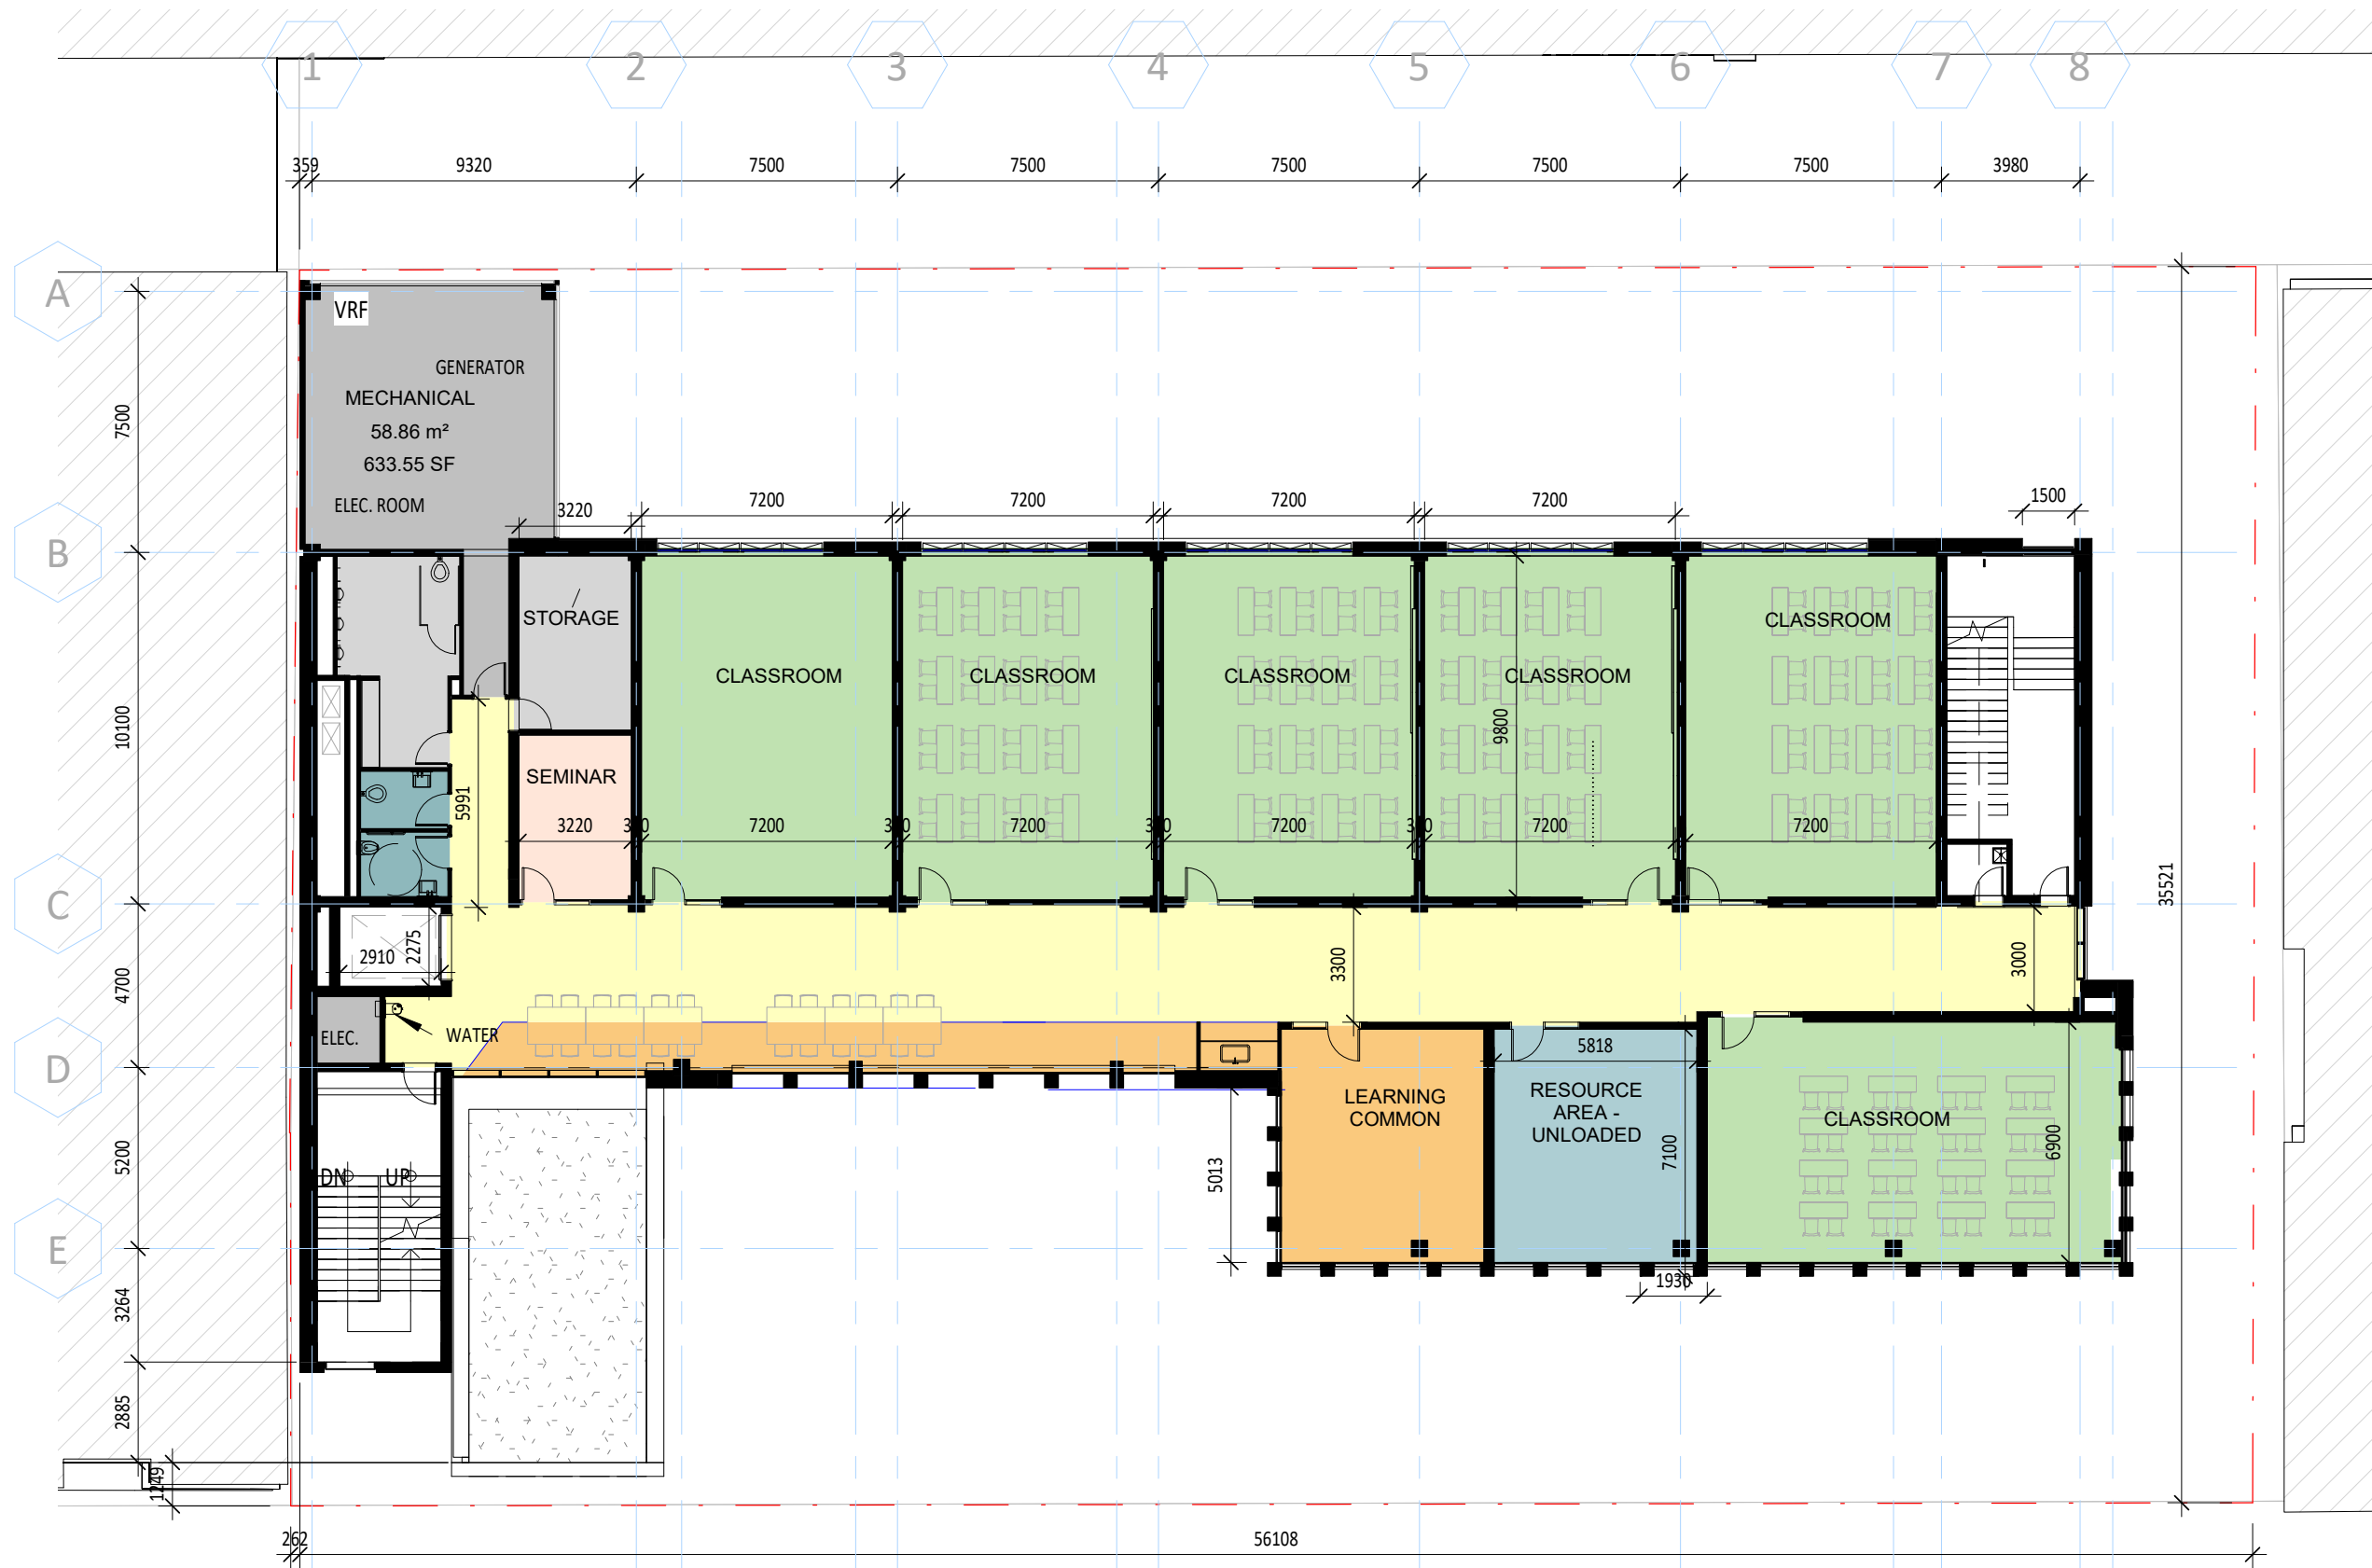 1 2 3 4 5 6 7 8
359 9320 7500 7500 7500 7500 7500 3980
A
VRF
GENERATOR
MECHANICAL
58.86 m²
633.55 SF
ELEC. ROOM
7500
3220 7200 7200 7200 7200 1500
B
STORAGE
CLASSROOM
CLASSROOM
CLASSROOM
CLASSROOM
CLASSROOM
10100
9800
SEMINAR
5991
3220 7200 7200 7200 7200 7200
35521
C
2910
2275
3300
3000
4700
ELEC.
WATER
D
5818
LEARNING
COMMON
RESOURCE
AREA -
UNLOADED
CLASSROOM
7100
6900
5200
5013
DN UP
E
1930
3264
2885
1249
262 56108